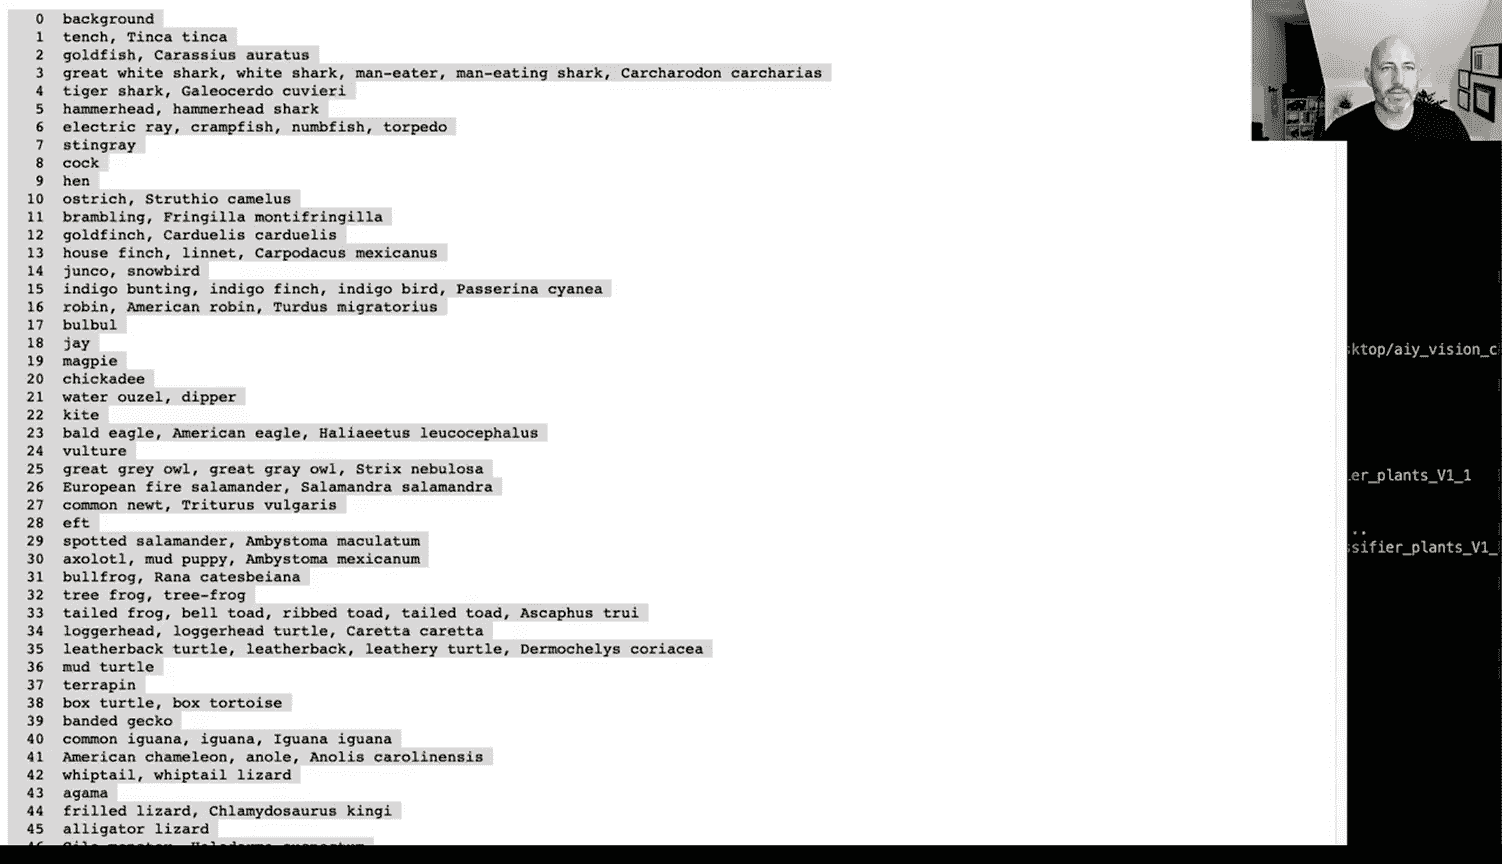 0 background
1 tench, Tinca tinca
2 goldfish, Carassius auratus
3 great white shark, white shark, man-eater, man-eating shark, Carcharodon carcharias
4 tiger shark, Galeocerdo cuvieri
5 hammerhead, hammerhead shark
6 electric ray, crampfish, numbfish, torpedo
7 stingray
8 cock
9 hen
10 ostrich, Struthio camelus
11 brambling, Fringilla montifringilla
12 goldfinch, Carduelis carduelis
13 house finch, linnet, Carpodacus mexicanus
14 junco, snowbird
15 indigo bunting, indigo finch, indigo bird, Passerina cyanea
16 robin, American robin, Turdus migratorius
17 bulbul
18 jay
19 magpie
20 chickadee
21 water ouzel, dipper
22 kite
23 bald eagle, American eagle, Haliaeetus leucocephalus
24 vulture
25 great grey owl, great gray owl, Strix nebulosa
26 European fire salamander, Salamandra salamandra
27 common newt, Triturus vulgaris
28 eft
29 spotted salamander, Ambystoma maculatum
30 axolotl, mud puppy, Ambystoma mexicanum
31 bullfrog, Rana catesbeiana
32 tree frog, tree-frog
33 tailed frog, bell toad, ribbed toad, tailed toad, Ascaphus trui
34 loggerhead, loggerhead turtle, Caretta caretta
35 leatherback turtle, leatherback, leathery turtle, Dermochelys coriacea
36 mud turtle
37 terrapin
38 box turtle, box tortoise
39 banded gecko
40 common iguana, iguana, Iguana iguana
41 American chameleon, anole, Anolis carolinensis
42 whiptail, whiptail lizard
43 agama
44 frilled lizard, Chlamydosaurus kingi
45 alligator lizard
sktop/aiy_vision_c
ier_plants_V1_1
..
ssifier_plants_V1_